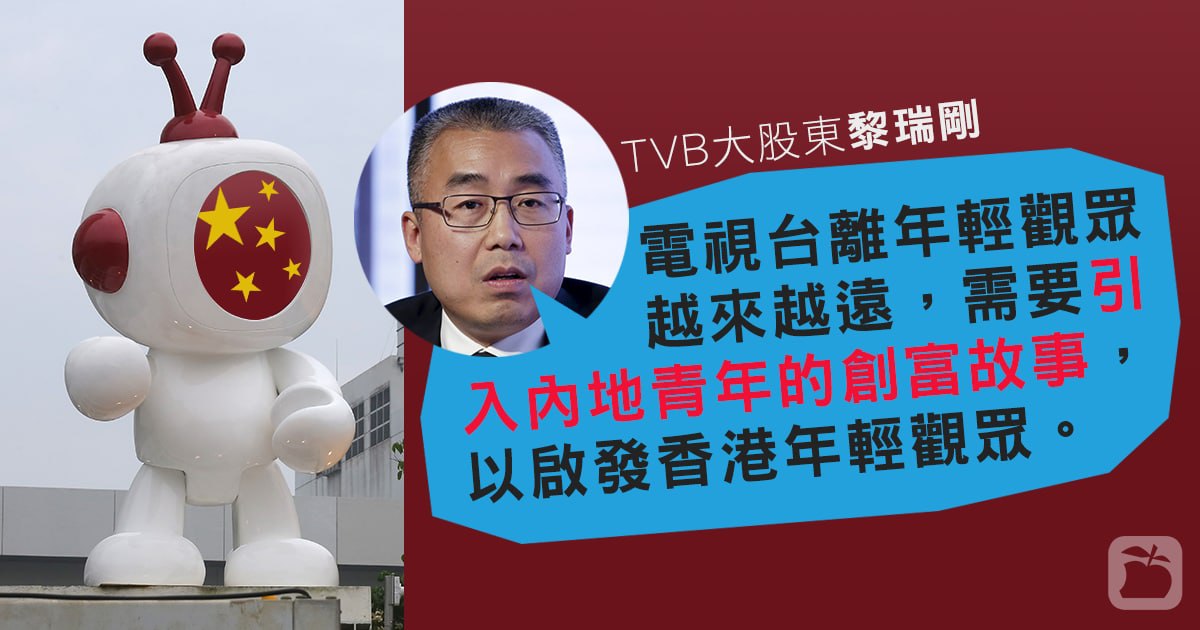 TVB大股東黎瑞剛
電視台離年輕觀眾
越來越遠，需要引
入內地青年的創富故事，
以啟發香港年輕觀眾。